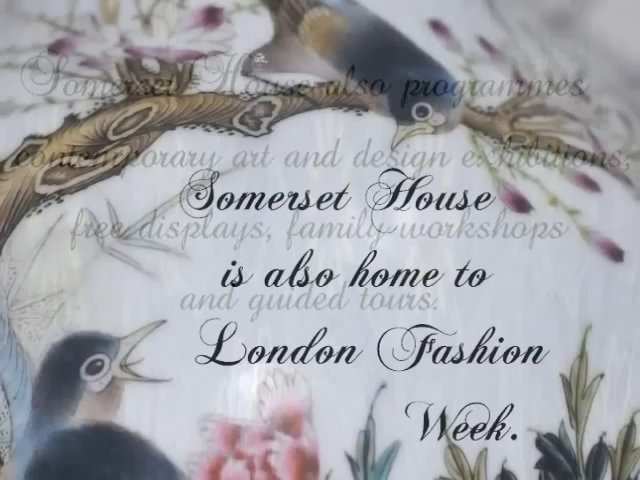 Somerset House also programmes
contemporary art and design exhibitions,
free displays, family workshops
and guided tours.
Somerset House
is also home to
London Fashion
Week.